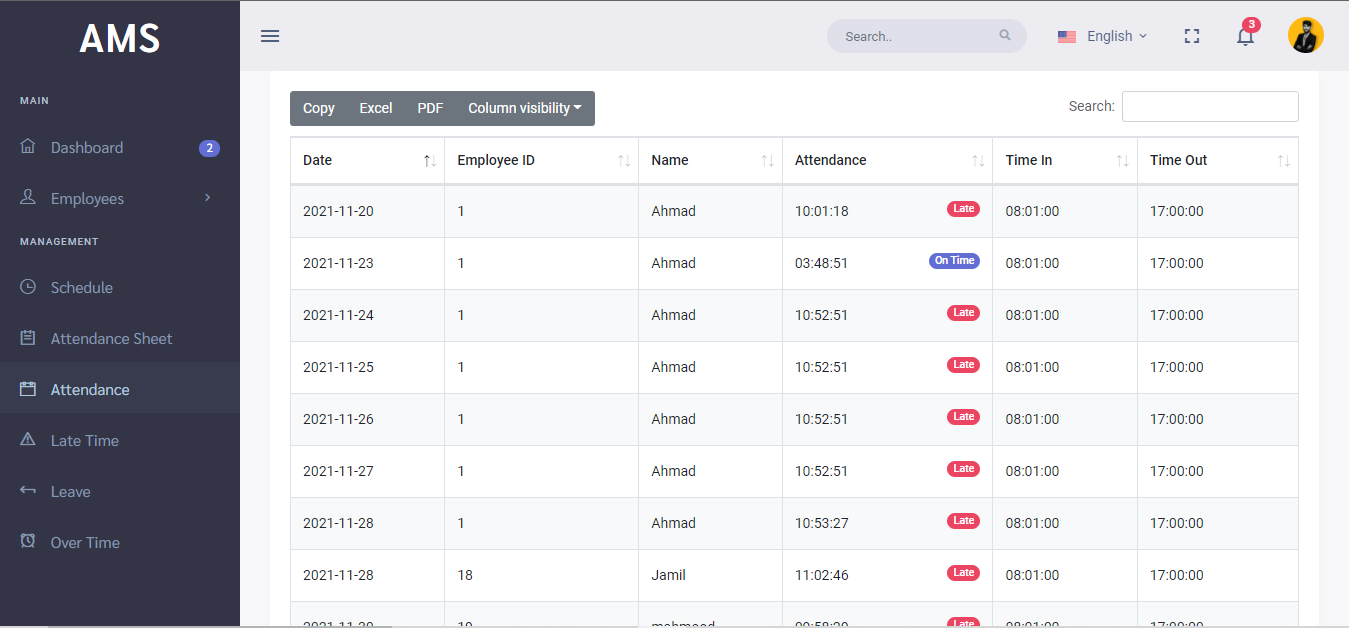 AMS
Search..
English
3
MAIN
Dashboard 2
Employees
MANAGEMENT
Schedule
Attendance Sheet
Attendance
Late Time
Leave
Over Time
Copy Excel PDF Column visibility
Search:
Date Employee ID Name Attendance Time In Time Out
2021-11-20 1 Ahmad 10:01:18 Late 08:01:00 17:00:00
2021-11-23 1 Ahmad 03:48:51 On Time 08:01:00 17:00:00
2021-11-24 1 Ahmad 10:52:51 Late 08:01:00 17:00:00
2021-11-25 1 Ahmad 10:52:51 Late 08:01:00 17:00:00
2021-11-26 1 Ahmad 10:52:51 Late 08:01:00 17:00:00
2021-11-27 1 Ahmad 10:52:51 Late 08:01:00 17:00:00
2021-11-28 1 Ahmad 10:53:27 Late 08:01:00 17:00:00
2021-11-28 18 Jamil 11:02:46 Late 08:01:00 17:00:00
Late 08:01:00 17:00:00